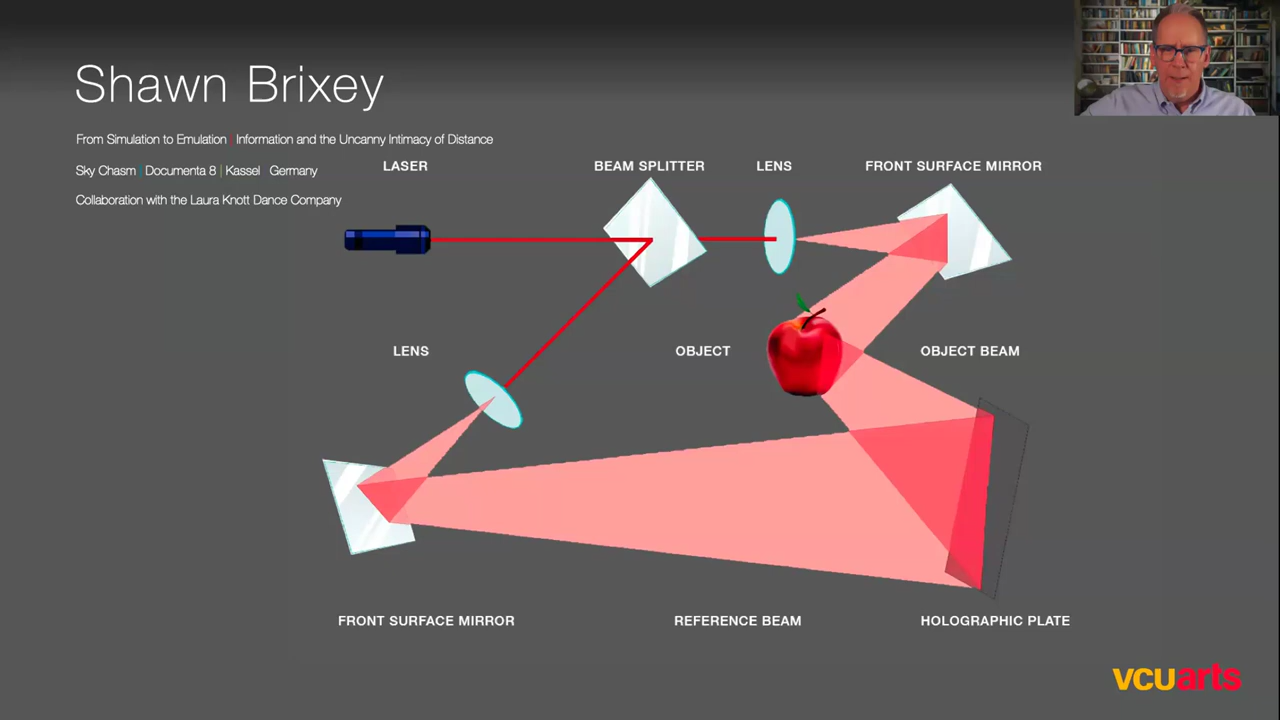 Shawn Brixey
From Simulation to Emulation | Information and the Uncanny Intimacy of Distance
Sky Chasm | Documenta 8 | Kassel | Germany
Collaboration with the Laura Knott Dance Company
LASER
BEAM SPLITTER
LENS
FRONT SURFACE MIRROR
LENS
OBJECT
OBJECT BEAM
FRONT SURFACE MIRROR
REFERENCE BEAM
HOLOGRAPHIC PLATE
vcuarts